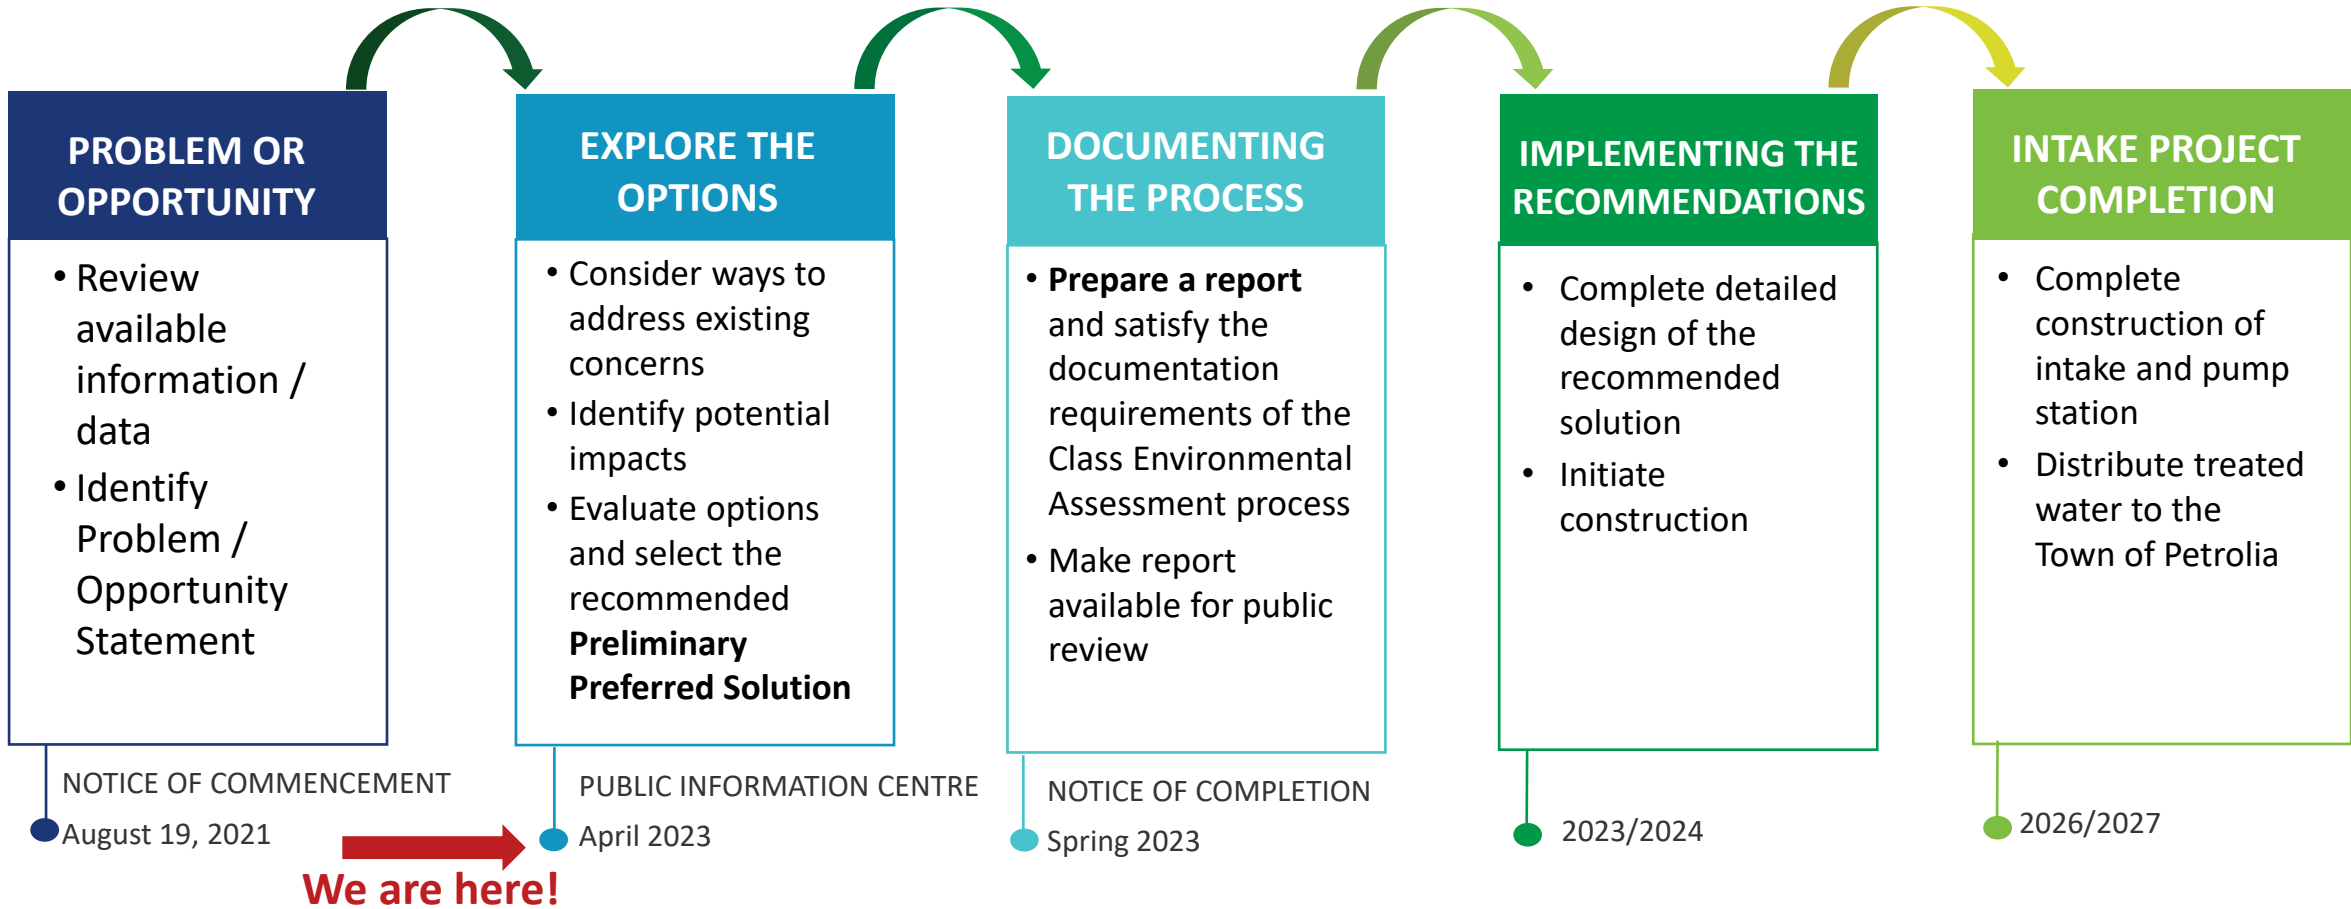 PROBLEM OR
OPPORTUNITY
• Review
available
information /
data
• Identify
Problem /
Opportunity
Statement
NOTICE OF COMMENCEMENT
August 19, 2021
We are here!
EXPLORE THE
OPTIONS
• Consider ways to
address existing
concerns
• Identify potential
impacts
• Evaluate options
and select the
recommended
Preliminary
Preferred Solution
PUBLIC INFORMATION CENTRE
April 2023
DOCUMENTING
THE PROCESS
• Prepare a report
and satisfy the
documentation
requirements of the
Class Environmental
Assessment process
• Make report
available for public
review
NOTICE OF COMPLETION
Spring 2023
IMPLEMENTING THE
RECOMMENDATIONS
• Complete detailed
design of the
recommended
solution
• Initiate
construction
2023/2024
INTAKE PROJECT
COMPLETION
• Complete
construction of
intake and pump
station
• Distribute treated
water to the
Town of Petrolia
2026/2027